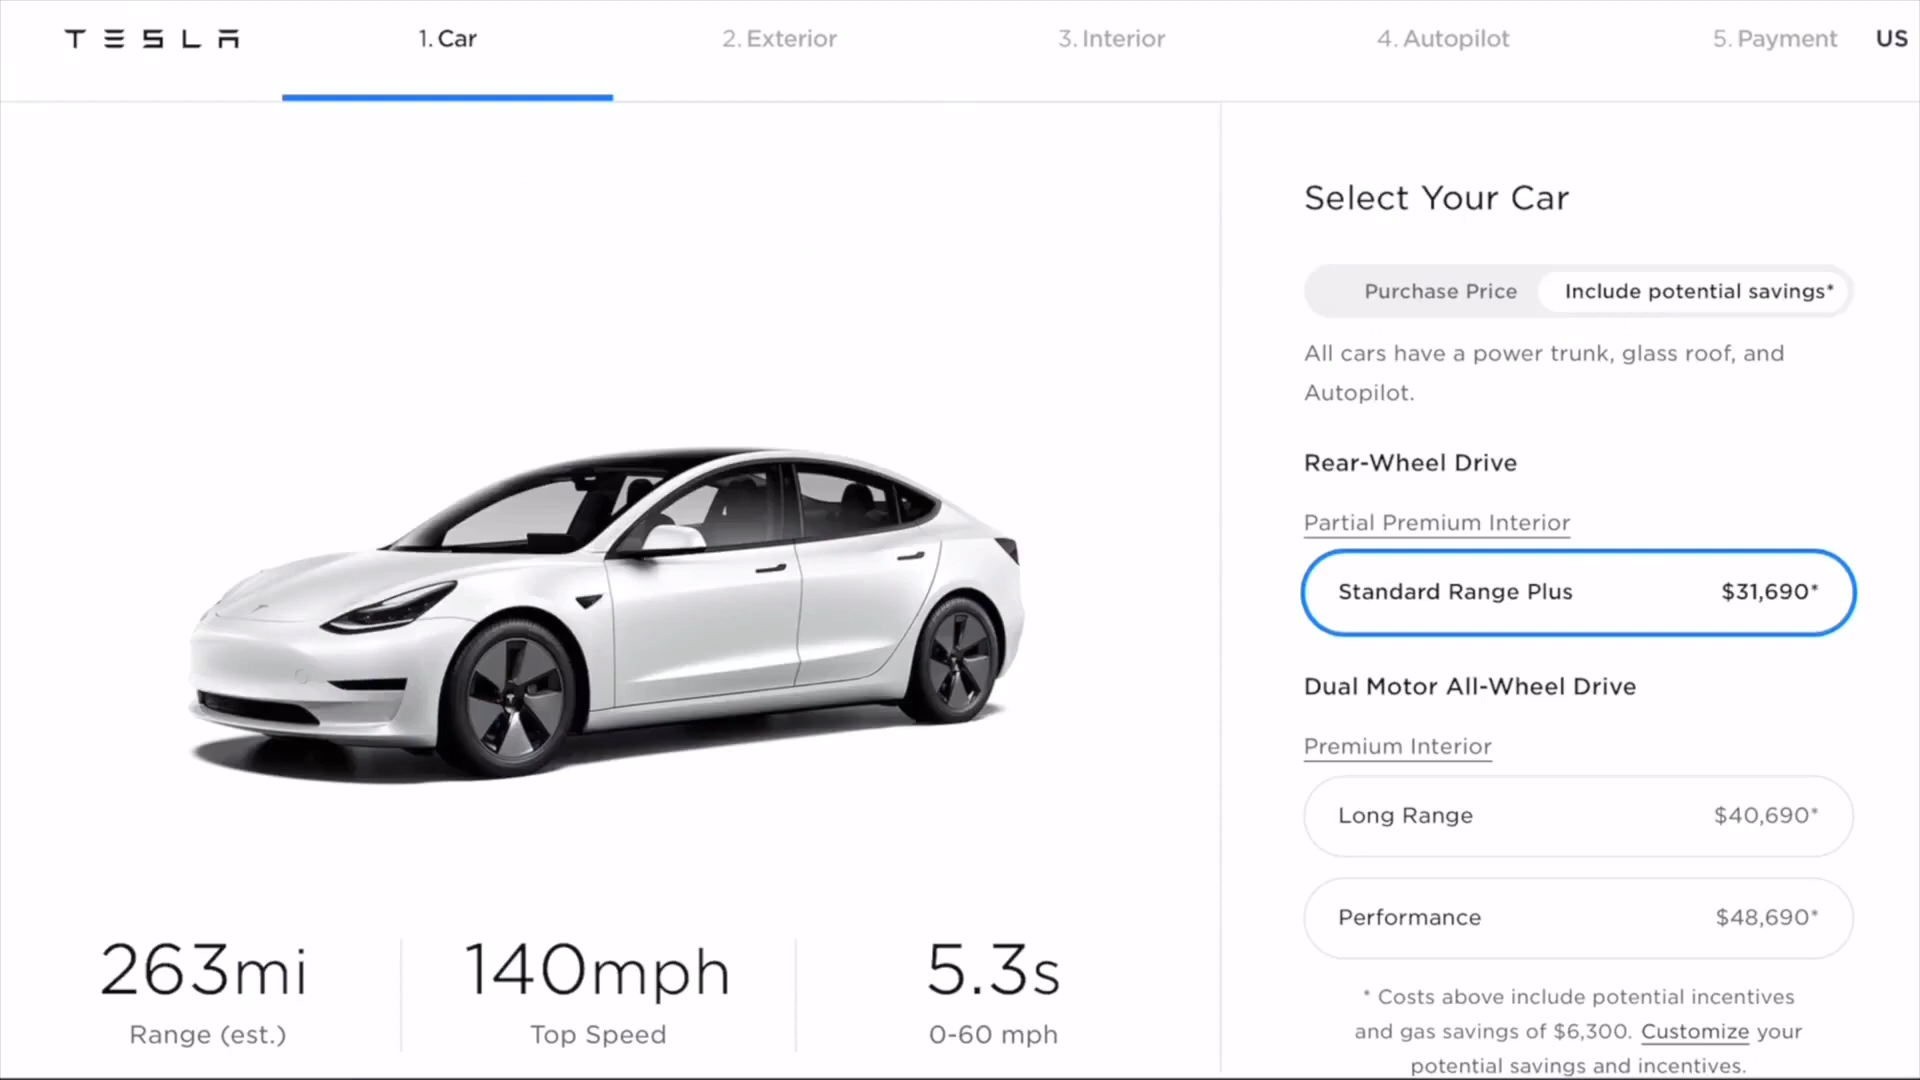 TESLA
1. Car
2. Exterior
3. Interior
4. Autopilot
5. Payment
US
Select Your Car
Purchase Price
Include potential savings*
All cars have a power trunk, glass roof, and
Autopilot.
Rear-Wheel Drive
Partial Premium Interior
Standard Range Plus $31,690*
Dual Motor All-Wheel Drive
Premium Interior
Long Range $40,690*
Performance $48,690*
* Costs above include potential incentives
and gas savings of $6,300. Customize your
potential savings and incentives.
263mi
Range (est.)
140mph
Top Speed
5.3s
0-60 mph